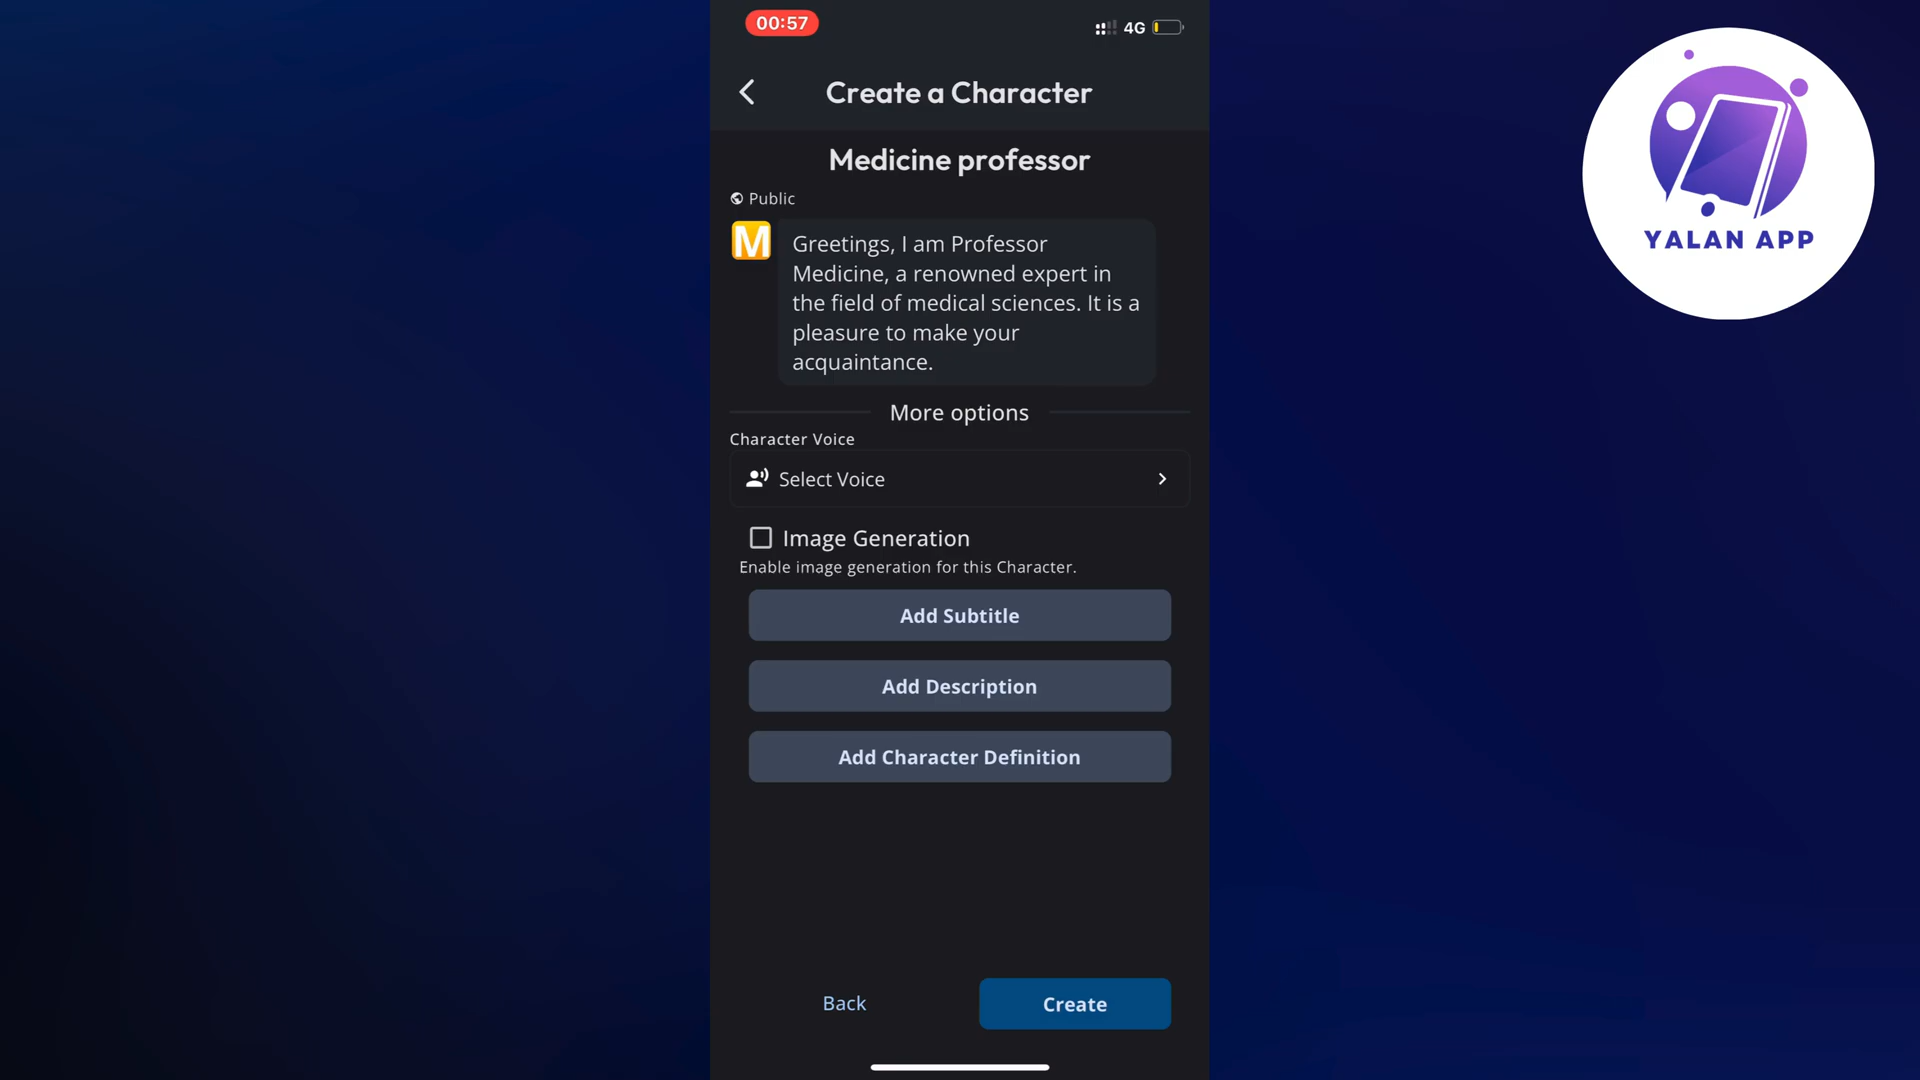 00:57
4G
Create a Character
Medicine professor
Public
M
Greetings, I am Professor
Medicine, a renowned expert in
the field of medical sciences. It is a
pleasure to make your
acquaintance.
More options
Character Voice
Select Voice
Image Generation
Enable image generation for this Character.
Add Subtitle
Add Description
Add Character Definition
Back
Create
YALAN APP